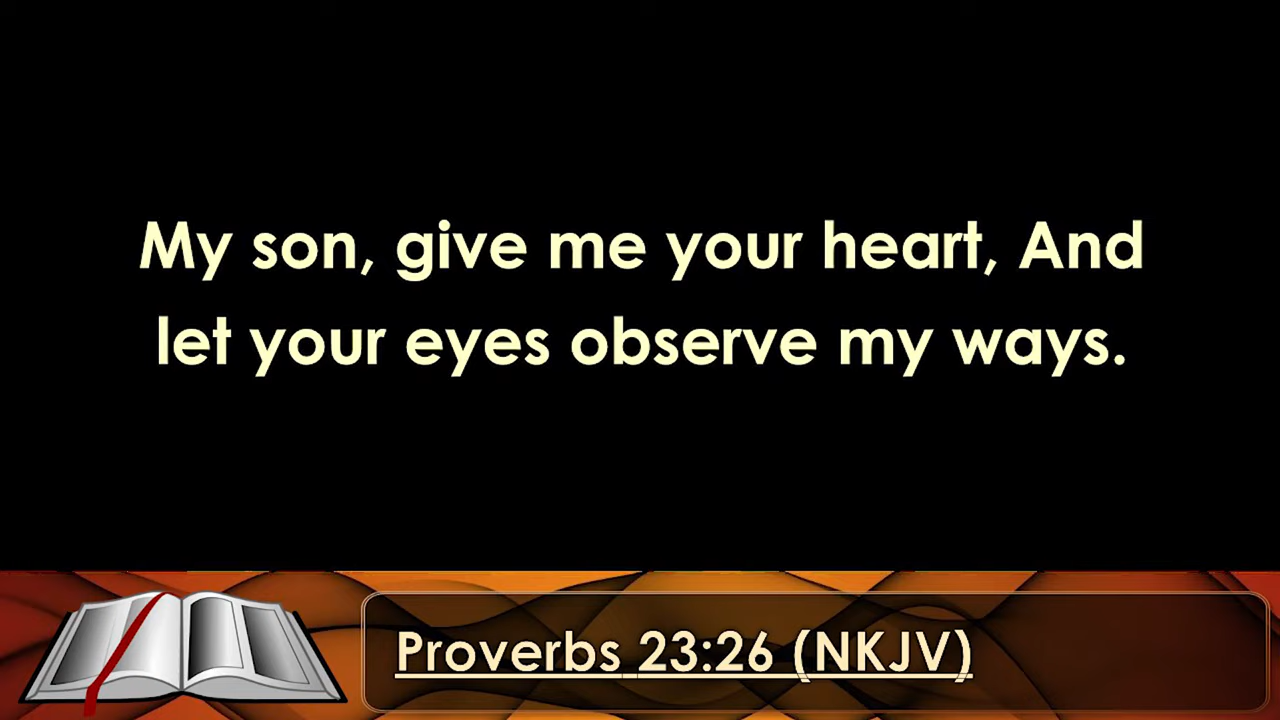 My son, give me your heart, And
let your eyes observe my ways.
Proverbs 23:26 (NKJV)